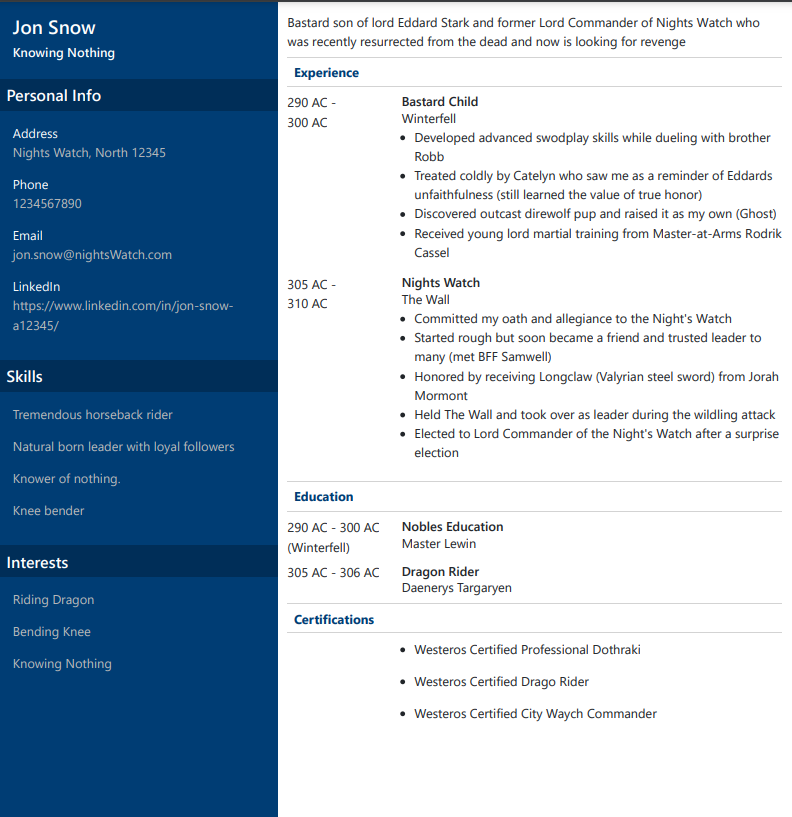 Jon Snow
Knowing Nothing
Personal Info
Address
Nights Watch, North 12345
Phone
1234567890
Email
jon.snow@nightsWatch.com
LinkedIn
https://www.linkedin.com/in/jon-snow-
a12345/
Skills
Tremendous horseback rider
Natural born leader with loyal followers
Knower of nothing.
Knee bender
Interests
Riding Dragon
Bending Knee
Knowing Nothing
Bastard son of lord Eddard Stark and former Lord Commander of Nights Watch who
was recently resurrected from the dead and now is looking for revenge
Experience
290 AC -
300 AC
Bastard Child
Winterfell
• Developed advanced swodplay skills while dueling with brother
Robb
• Treated coldly by Catelyn who saw me as a reminder of Eddards
unfaithfulness (still learned the value of true honor)
• Discovered outcast direwolf pup and raised it as my own (Ghost)
• Received young lord martial training from Master-at-Arms Rodrik
Cassel
305 AC -
310 AC
Nights Watch
The Wall
• Committed my oath and allegiance to the Night's Watch
• Started rough but soon became a friend and trusted leader to
many (met BFF Samwell)
• Honored by receiving Longclaw (Valyrian steel sword) from Jorah
Mormont
• Held The Wall and took over as leader during the wildling attack
• Elected to Lord Commander of the Night's Watch after a surprise
election
Education
290 AC - 300 AC
(Winterfell)
Nobles Education
Master Lewin
305 AC - 306 AC
Dragon Rider
Daenerys Targaryen
Certifications
• Westeros Certified Professional Dothraki
• Westeros Certified Drago Rider
• Westeros Certified City Waych Commander